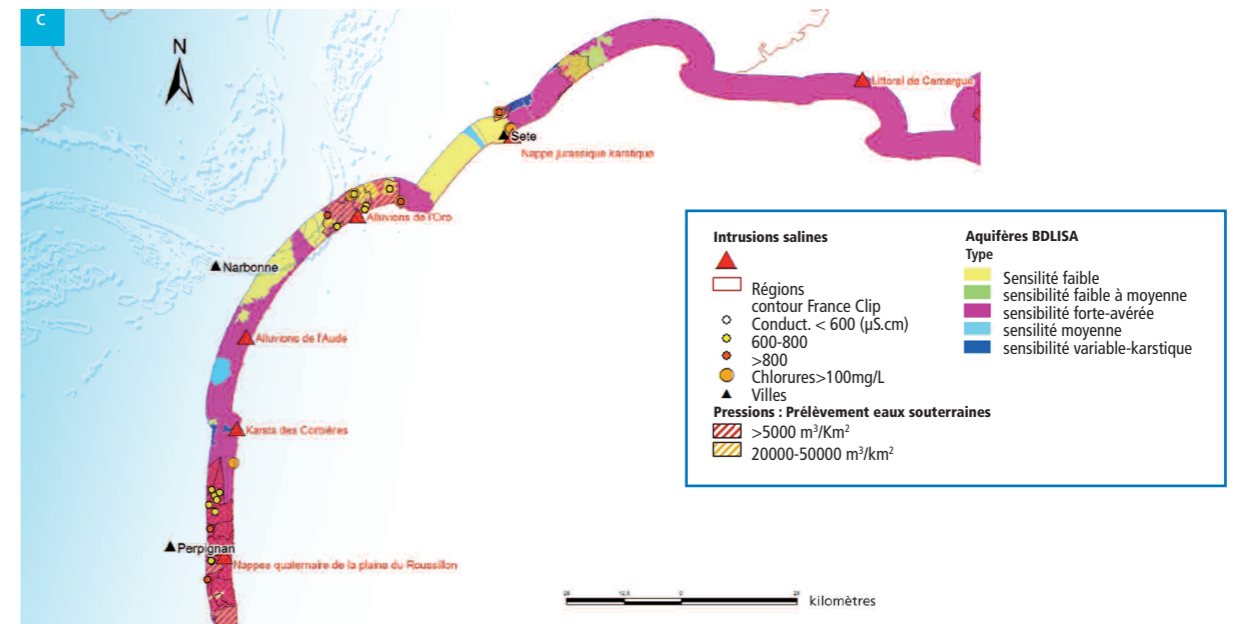 C
N
Littoral de Camargue
Sete
Nappe jurassique karstique
Alluvions de l'Oro
Narbonne
Alluvions de l'Aude
Karsts des Corbières
Perpignan
Nappes quaternaire de la plaine du Roussillon
Intrusions salines
Régions
contour France Clip
Conduct. < 600 (µS.cm)
600-800
>800
Chlorures>100mg/L
Villes
Pressions : Prélèvement eaux souterraines
>5000 m³/Km²
20000-50000 m³/km²
Aquifères BDLISA
Type
Sensilité faible
sensibilité faible à moyenne
sensibilité forte-avérée
sensilité moyenne
sensibilité variable-karstique
kilomètres